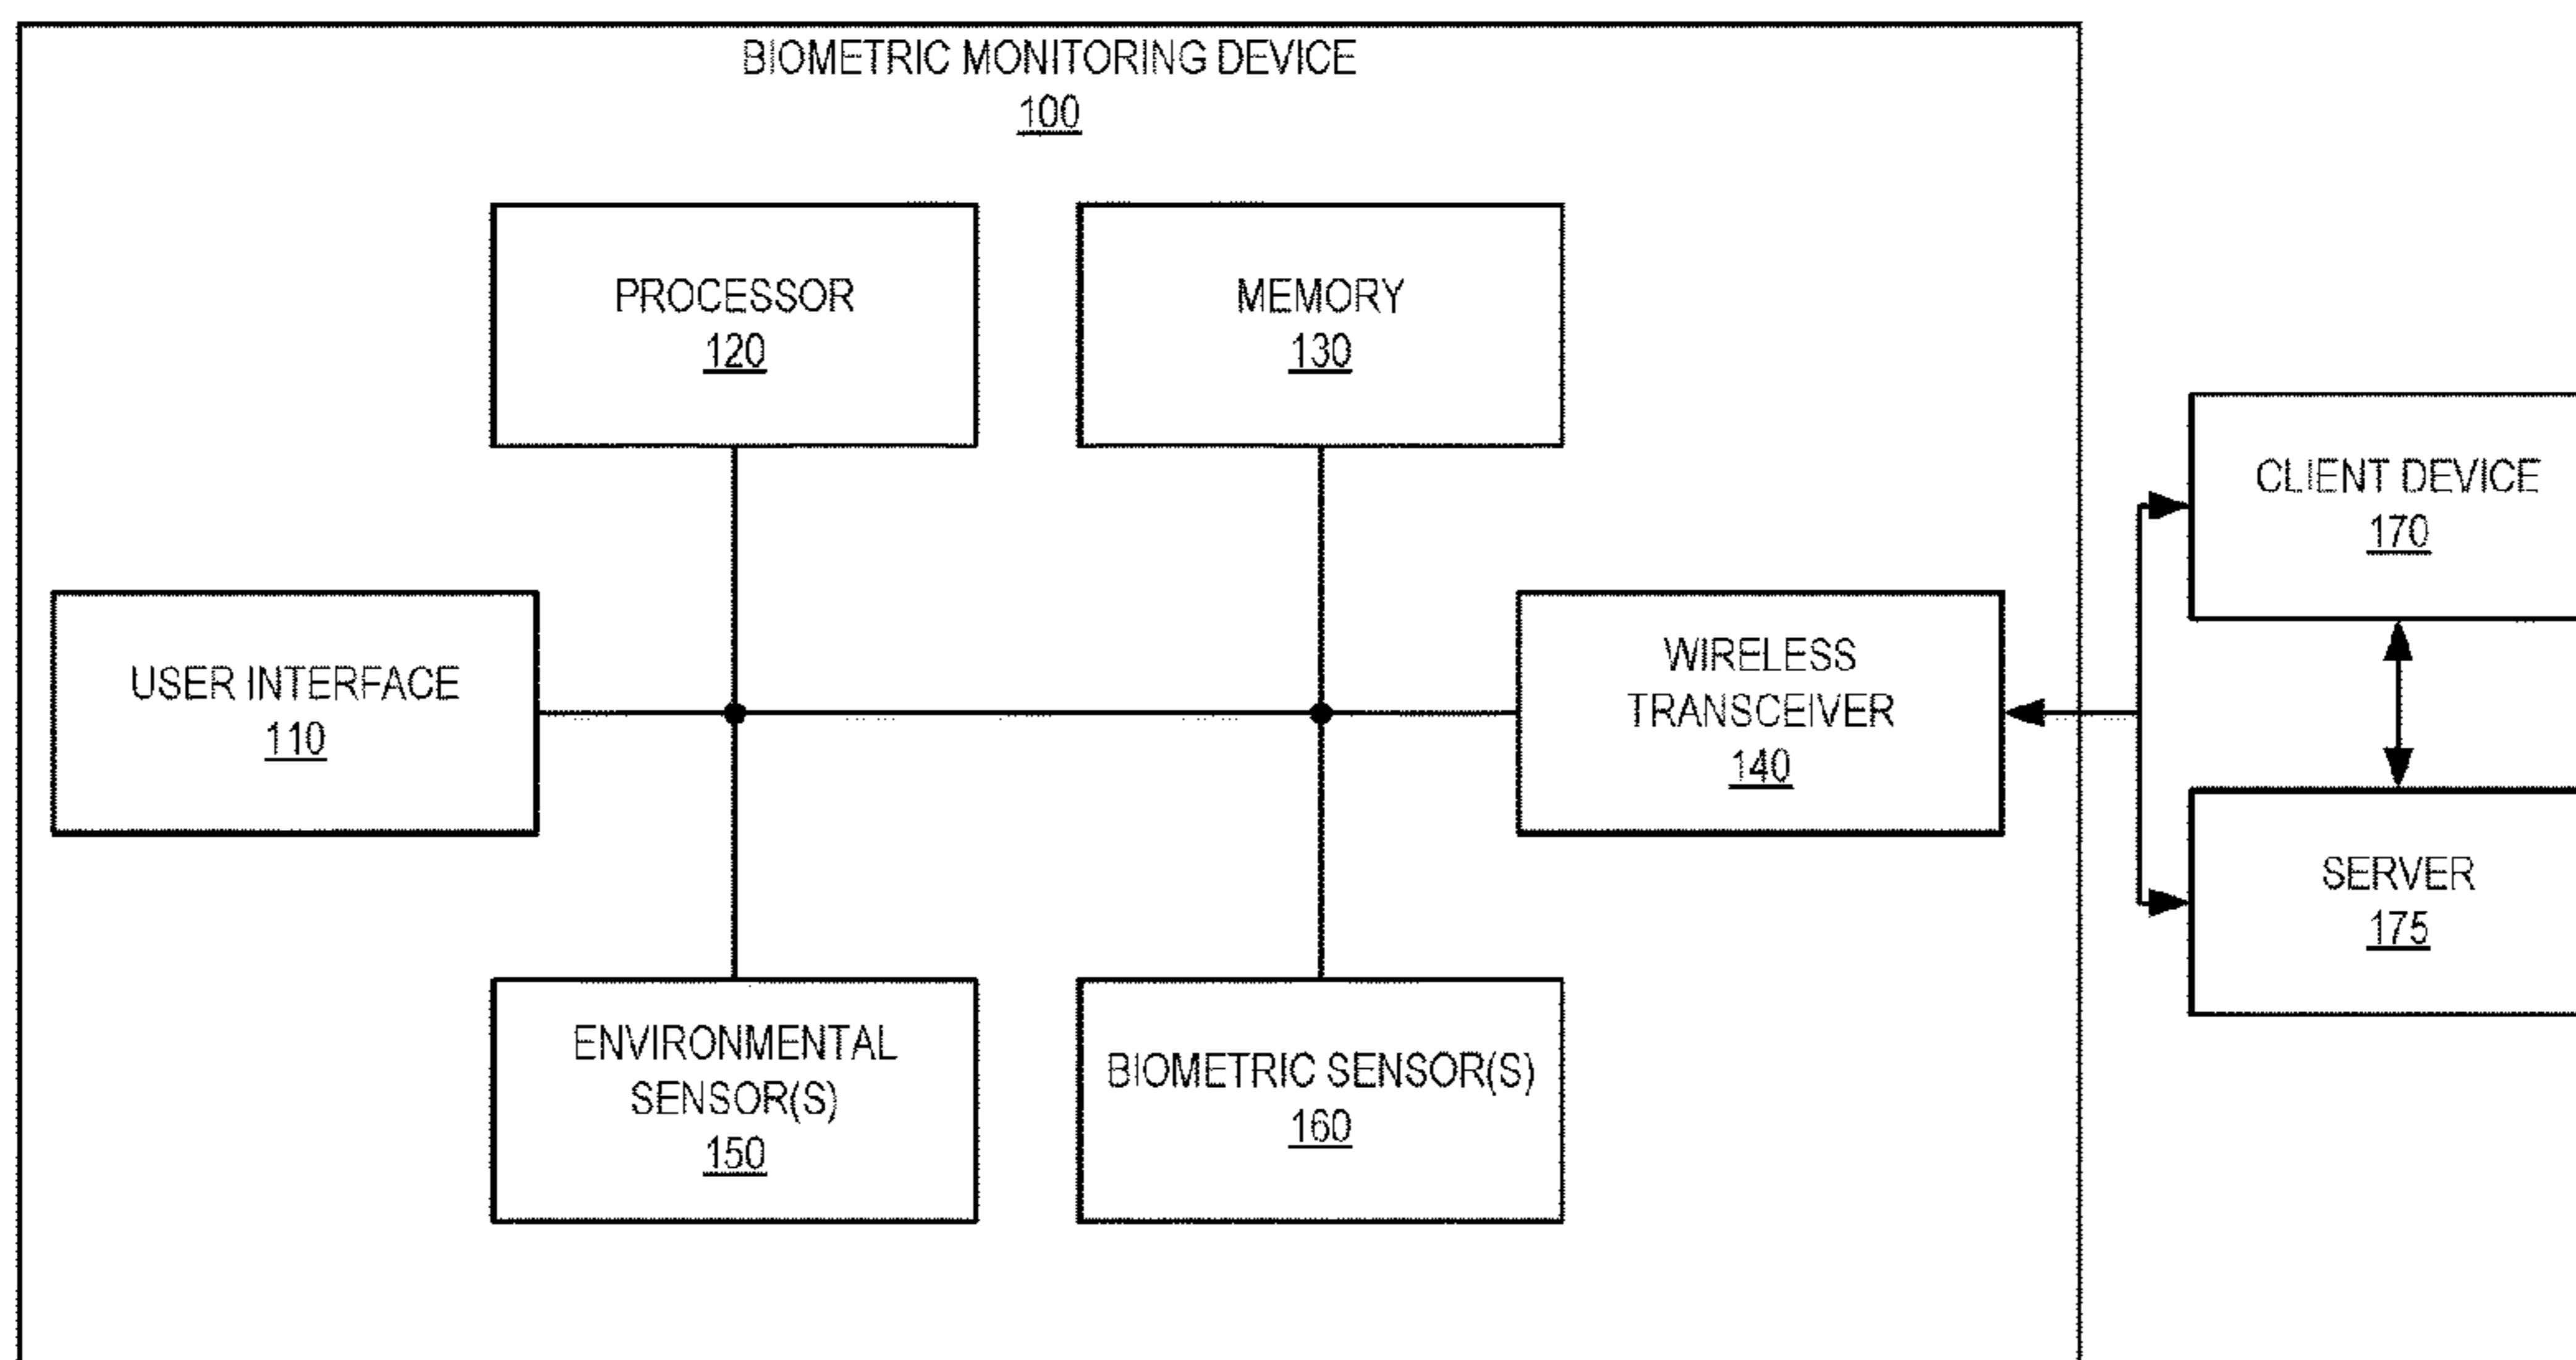 BIOMETRIC MONITORING DEVICE
100
PROCESSOR
120
MEMORY
130
CLIENT DEVICE
170
USER INTERFACE
110
WIRELESS
TRANSCEIVER
140
SERVER
175
ENVIRONMENTAL
SENSOR(S)
150
BIOMETRIC SENSOR(S)
160